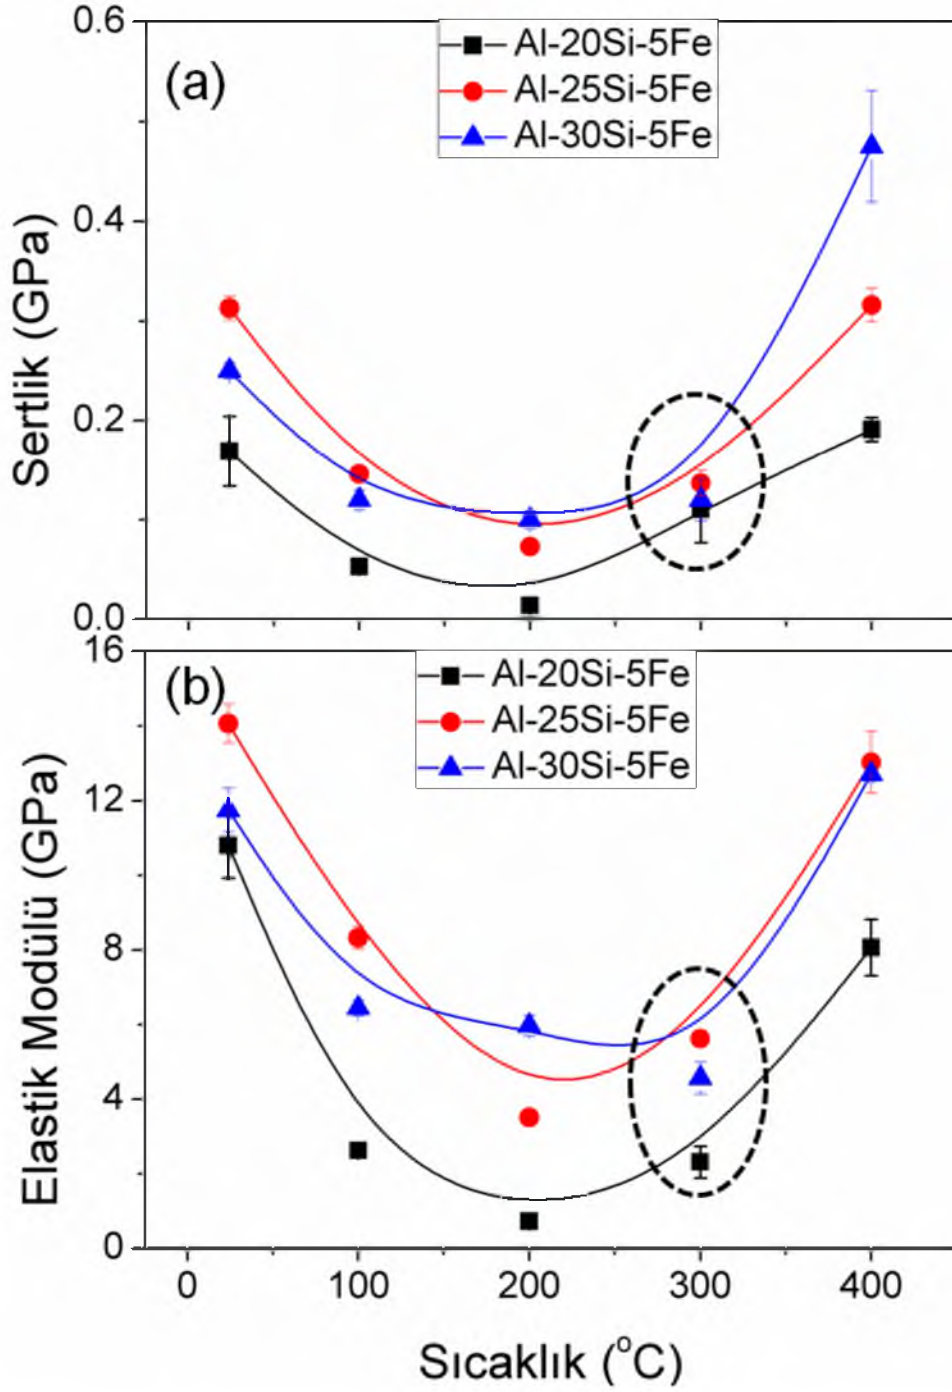 0.6
(a)
Al-20Si-5Fe
Al-25Si-5Fe
Al-30Si-5Fe
0.4
Sertlik (GPa)
0.2
0.0
16
(b)
Al-20Si-5Fe
Al-25Si-5Fe
Al-30Si-5Fe
12
Elastik Modülü (GPa)
8
4
0
0 100 200 300 400
Sıcaklık (°C)